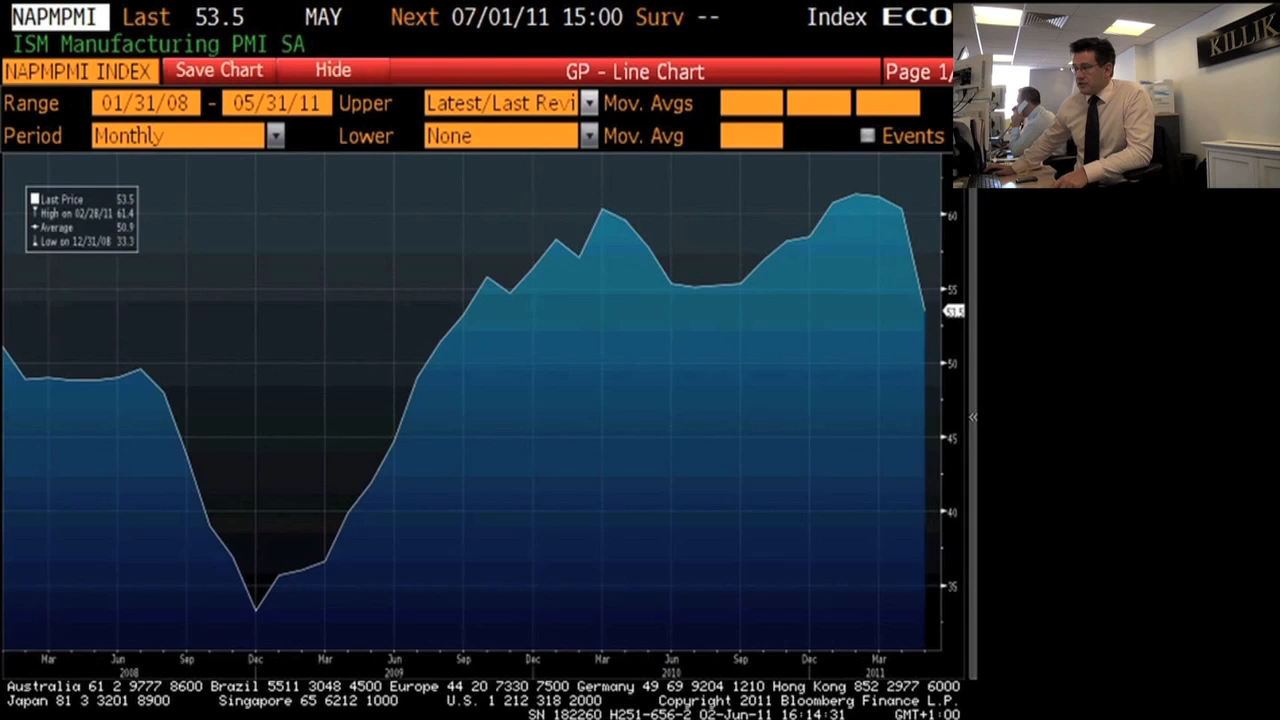 NAPMPMI Last 53.5 MAY Next 07/01/11 15:00 Surv -- Index ECO
ISM Manufacturing PMI SA
NAPMPMI INDEX Save Chart Hide GP - Line Chart Page 1/
Range 01/31/08 - 05/31/11 Upper Latest/Last Revi Mov. Avgs
Period Monthly Lower None Mov. Avg Events
KILLIK
Last Price 53.5
High on 02/28/11 61.4
Average 50.9
Low on 12/31/08 33.3
60
55
53.5
50
45
40
35
Mar Jun Sep Dec Mar Jun Sep Dec Mar Jun Sep Dec Mar
2008 2009 2010 2011
Australia 61 2 9777 8600 Brazil 5511 3048 4500 Europe 44 20 7330 7500 Germany 49 69 9204 1210 Hong Kong 852 2977 6000
Japan 81 3 3201 8900 Singapore 65 6212 1000 U.S. 1 212 318 2000 Copyright 2011 Bloomberg Finance L.P.
SN 182260 H251-656-2 02-Jun-11 16:14:31 GMT+1:00